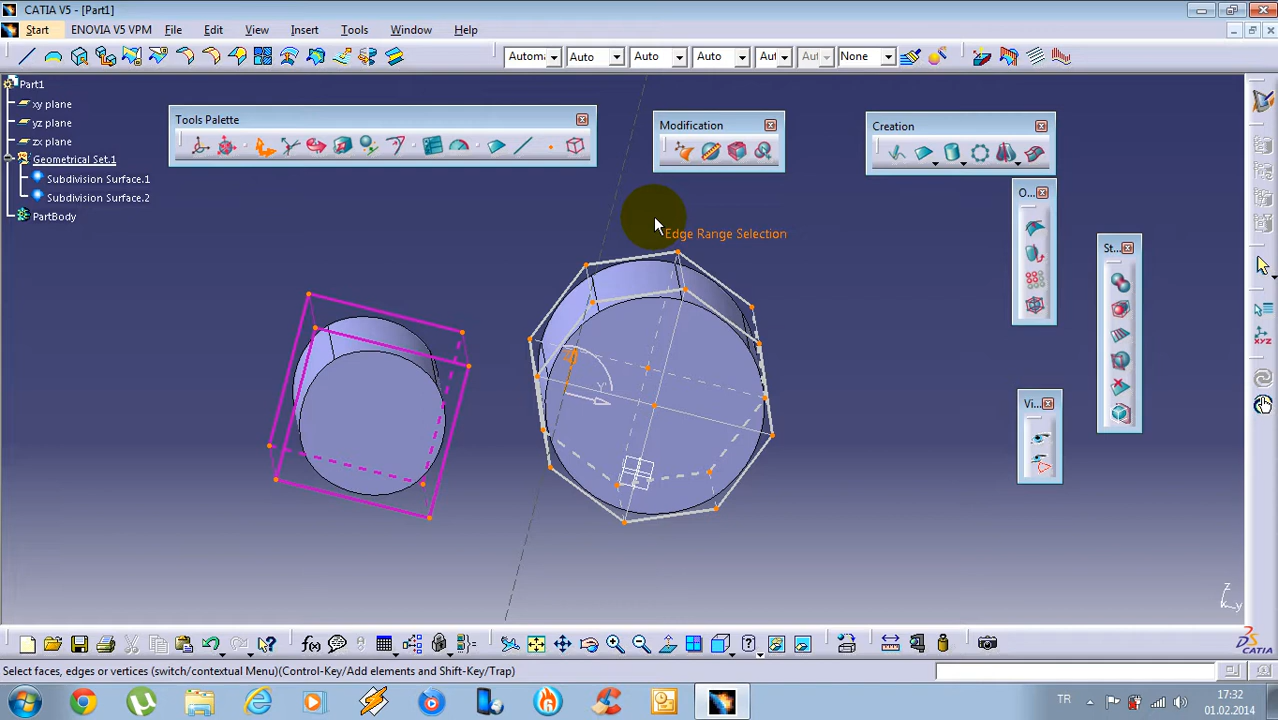 CATIA V5 - [Part1]
Start ENOVIA V5 VPM File Edit View Insert Tools Window Help
Automa Auto Auto Auto Aut Aut None
Part1
xy plane
yz plane
zx plane
Geometrical Set.1
Subdivision Surface.1
Subdivision Surface.2
PartBody
Tools Palette
Modification
Creation
O...
St...
Vi...
Edge Range Selection
f(x)
Z
y
CATIA
Select faces, edges or vertices (switch/contextual Menu)(Control-Key/Add elements and Shift-Key/Trap)
TR
17:32
01.02.2014